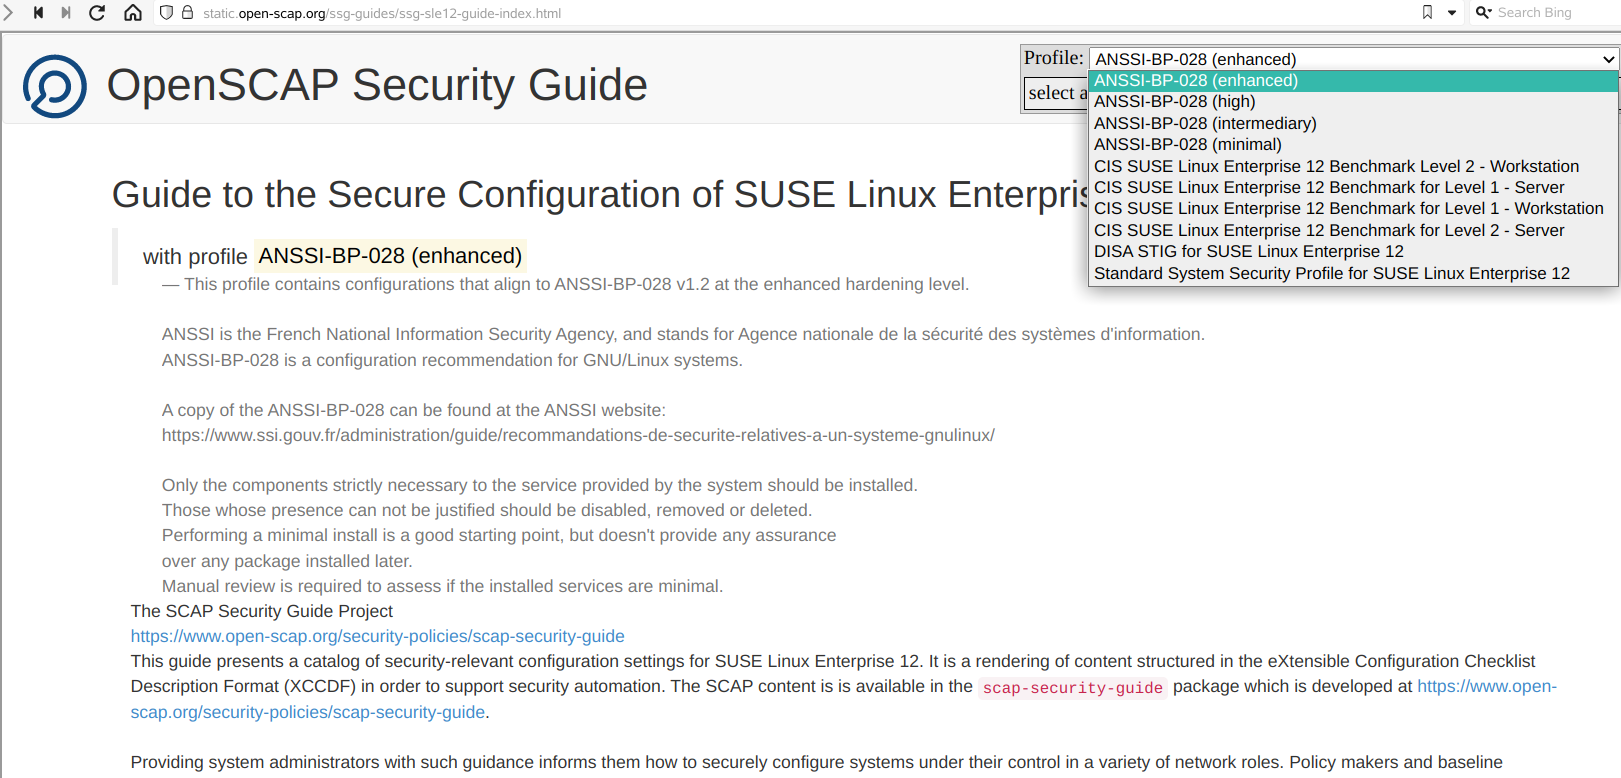 static.open-scap.org/ssg-guides/ssg-sle12-guide-index.html
Search Bing
OpenSCAP Security Guide
Profile: ANSSI-BP-028 (enhanced)
select a
ANSSI-BP-028 (enhanced)
ANSSI-BP-028 (high)
ANSSI-BP-028 (intermediary)
ANSSI-BP-028 (minimal)
CIS SUSE Linux Enterprise 12 Benchmark Level 2 - Workstation
CIS SUSE Linux Enterprise 12 Benchmark for Level 1 - Server
CIS SUSE Linux Enterprise 12 Benchmark for Level 1 - Workstation
CIS SUSE Linux Enterprise 12 Benchmark for Level 2 - Server
DISA STIG for SUSE Linux Enterprise 12
Standard System Security Profile for SUSE Linux Enterprise 12
Guide to the Secure Configuration of SUSE Linux Enterpris
with profile ANSSI-BP-028 (enhanced)
— This profile contains configurations that align to ANSSI-BP-028 v1.2 at the enhanced hardening level.
ANSSI is the French National Information Security Agency, and stands for Agence nationale de la sécurité des systèmes d'information.
ANSSI-BP-028 is a configuration recommendation for GNU/Linux systems.
A copy of the ANSSI-BP-028 can be found at the ANSSI website:
https://www.ssi.gouv.fr/administration/guide/recommandations-de-securite-relatives-a-un-systeme-gnulinux/
Only the components strictly necessary to the service provided by the system should be installed.
Those whose presence can not be justified should be disabled, removed or deleted.
Performing a minimal install is a good starting point, but doesn't provide any assurance
over any package installed later.
Manual review is required to assess if the installed services are minimal.
The SCAP Security Guide Project
https://www.open-scap.org/security-policies/scap-security-guide
This guide presents a catalog of security-relevant configuration settings for SUSE Linux Enterprise 12. It is a rendering of content structured in the eXtensible Configuration Checklist
Description Format (XCCDF) in order to support security automation. The SCAP content is is available in the scap-security-guide package which is developed at https://www.open-
scap.org/security-policies/scap-security-guide.
Providing system administrators with such guidance informs them how to securely configure systems under their control in a variety of network roles. Policy makers and baseline